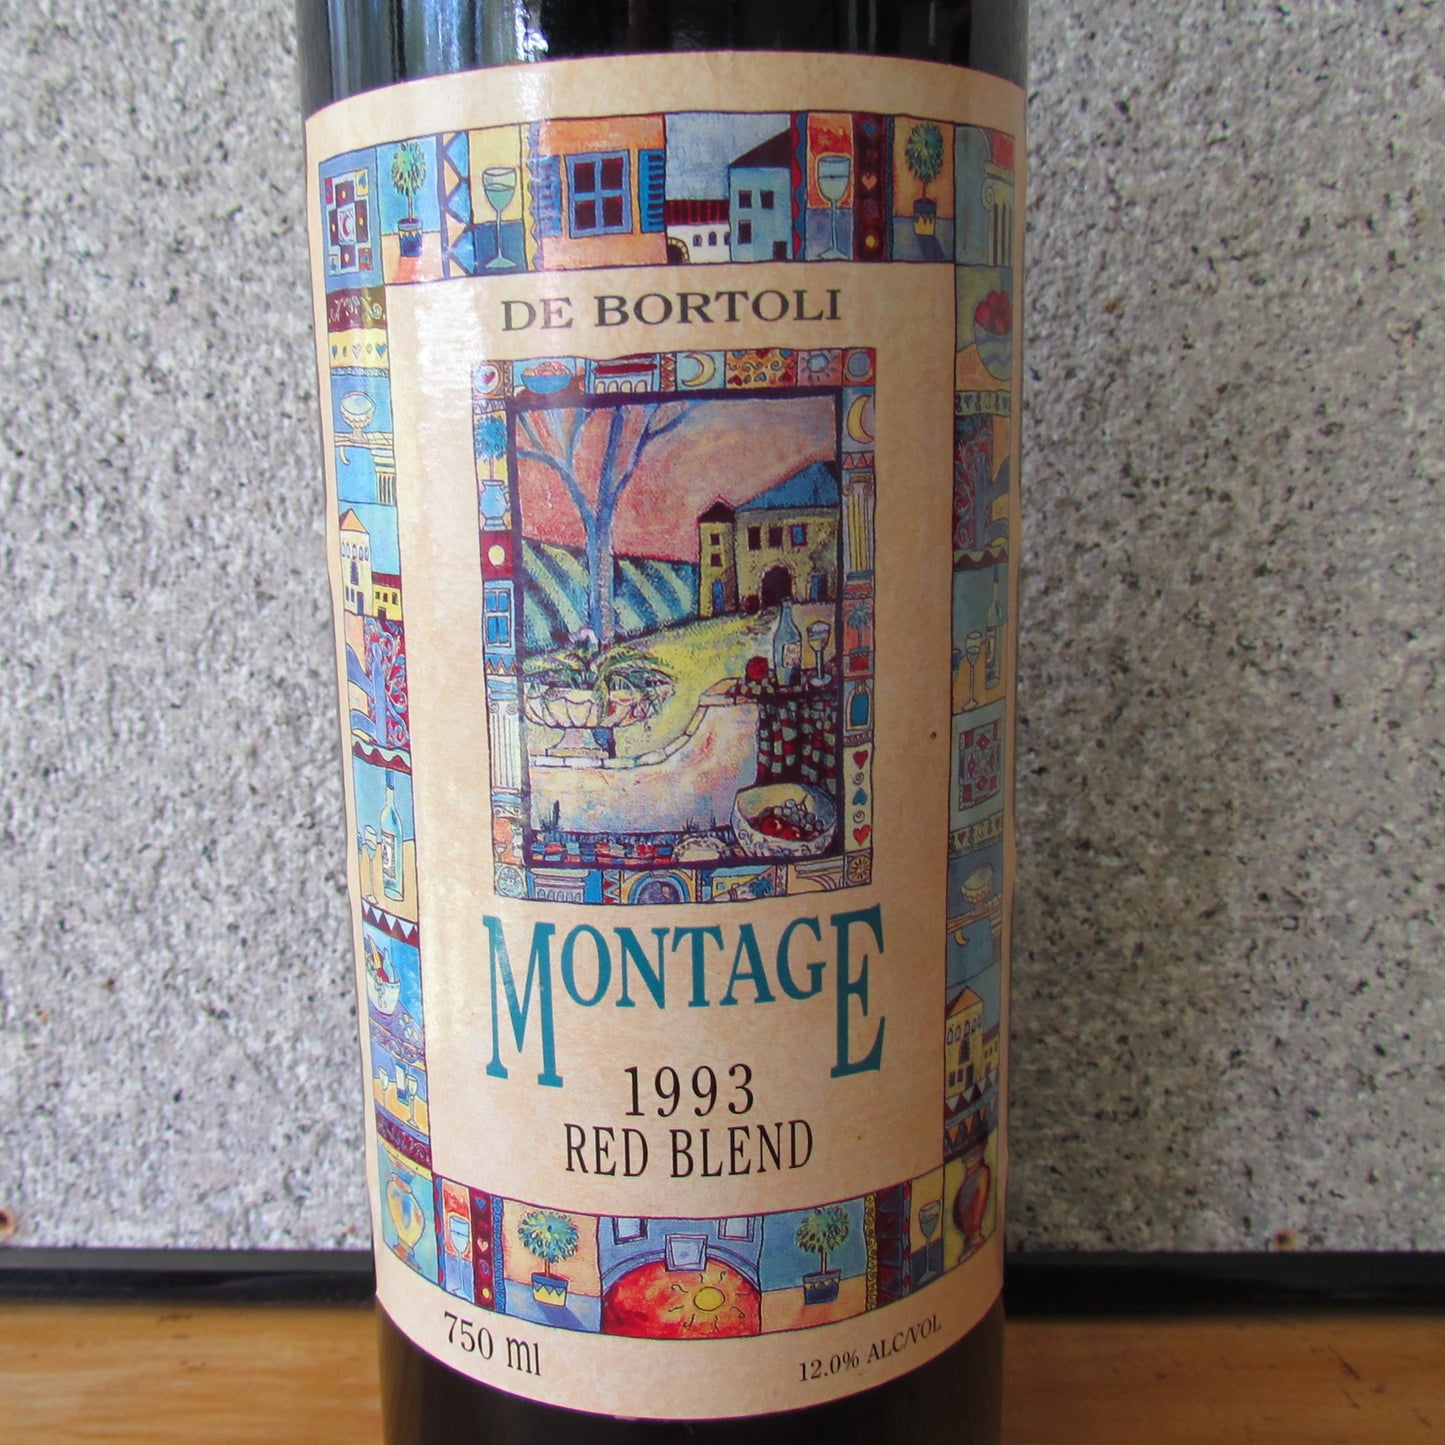 DE BORTOLI
MONTAGE
1993
RED BLEND
750 ml
12.0% ALC/VOL